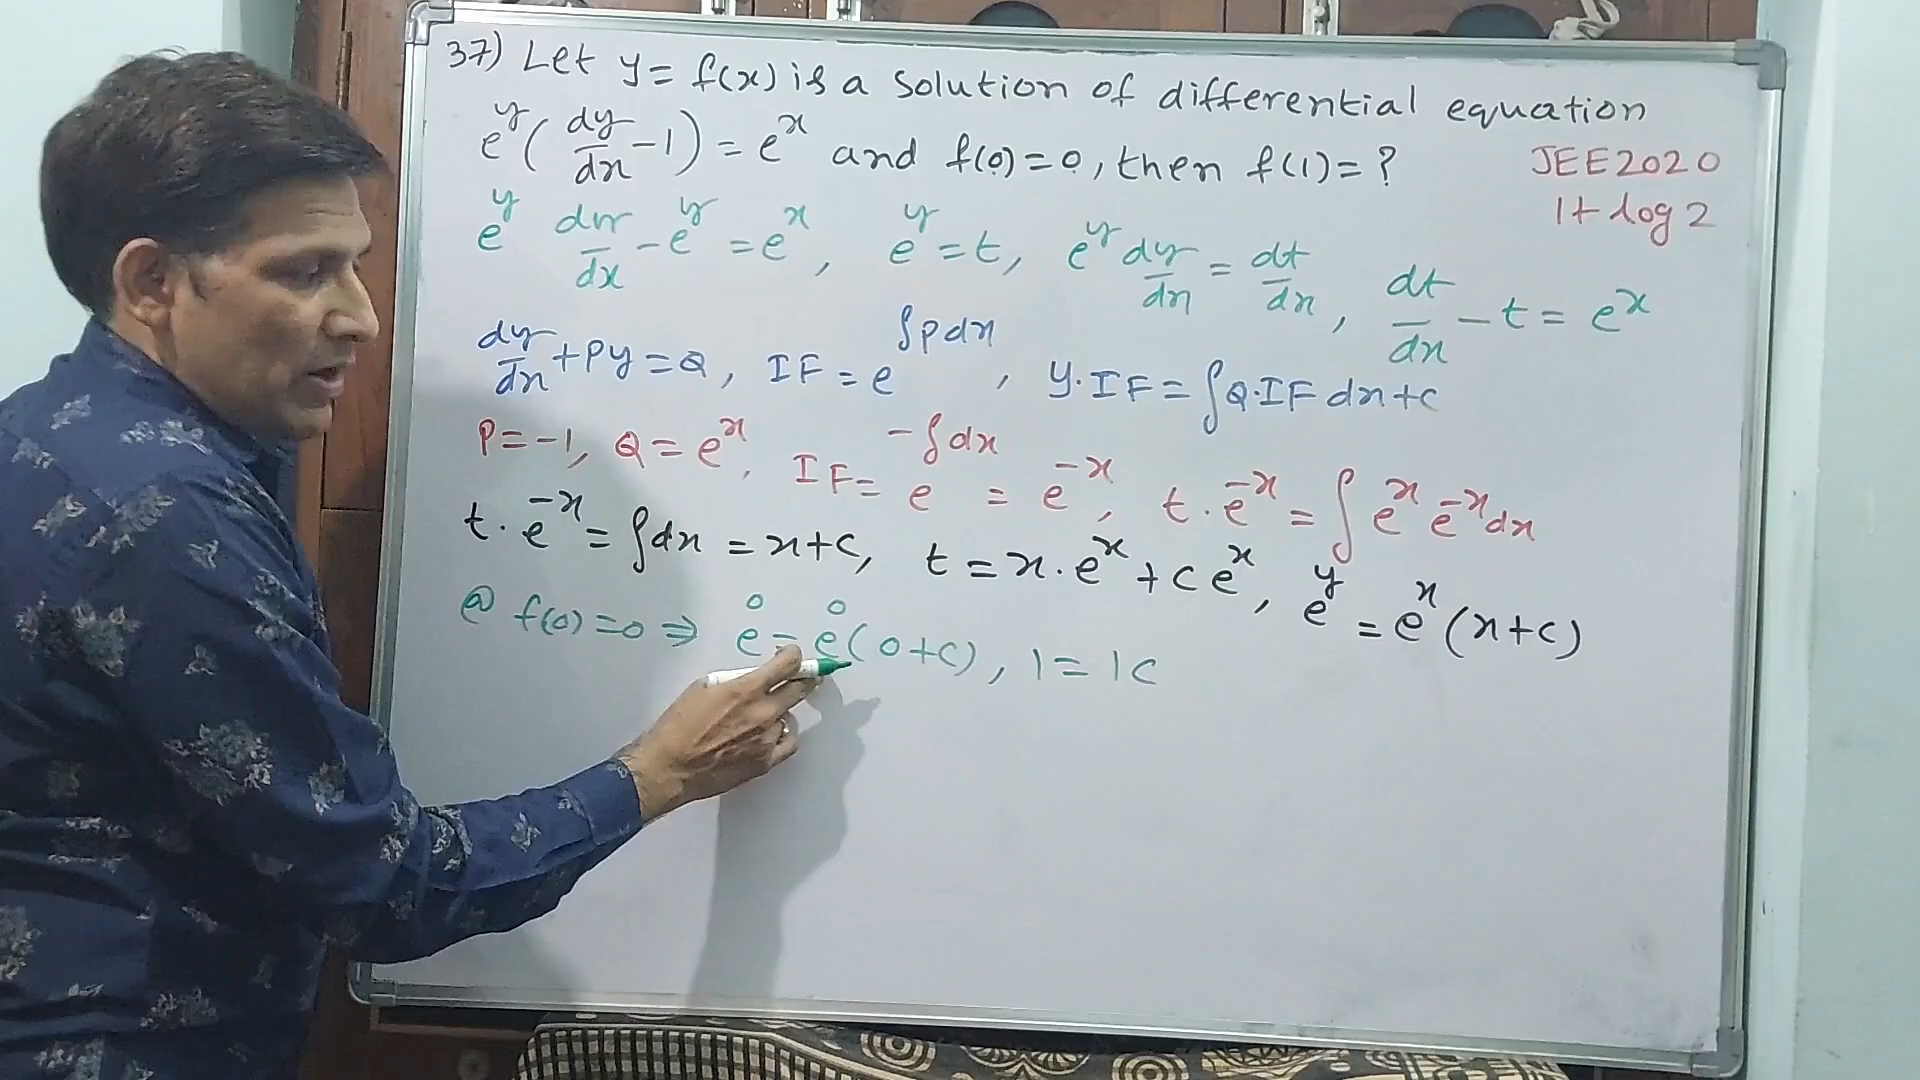 37) Let y = f(x) is a solution of differential equation
e^y ( dy/dx - 1 ) = e^x and f(0) = 0, then f(1) = ?
JEE 2020
1 + log 2
e^y dy/dx - e^y = e^x, e^y = t, e^y dy/dx = dt/dx, dt/dx - t = e^x
dy/dx + Py = Q, IF = e^∫pdx, y.IF = ∫Q.IF dx + c
P = -1, Q = e^x, IF = e^-∫dx = e^-x, t.e^-x = ∫e^x e^-x dx
t.e^-x = ∫dx = x + c, t = x.e^x + c e^x, e^y = e^x (x+c)
@ f(0) = 0 ⇒ e^0 = e^0 (0+c), 1 = 1c